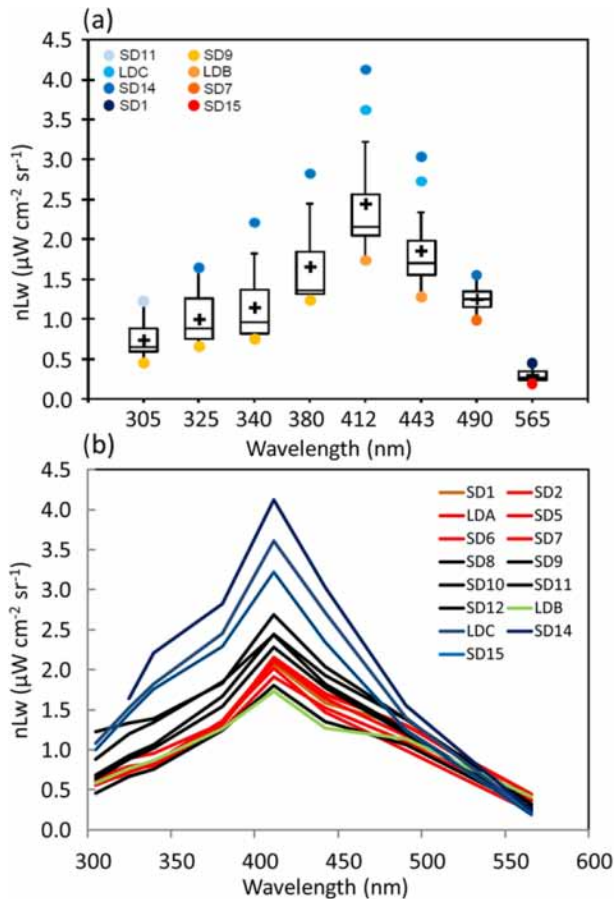 (a)
SD11 SD9
LDC LDB
SD14 SD7
SD1 SD15
nLw (µW cm-2 sr-1)
4.5
4.0
3.5
3.0
2.5
2.0
1.5
1.0
0.5
0.0
305 325 340 380 412 443 490 565
Wavelength (nm)
(b)
SD1 SD2
LDA SD5
SD6 SD7
SD8 SD9
SD10 SD11
SD12 LDB
LDC SD14
SD15
nLw (µW cm-2 sr-1)
4.5
4.0
3.5
3.0
2.5
2.0
1.5
1.0
0.5
0.0
300 350 400 450 500 550 600
Wavelength (nm)